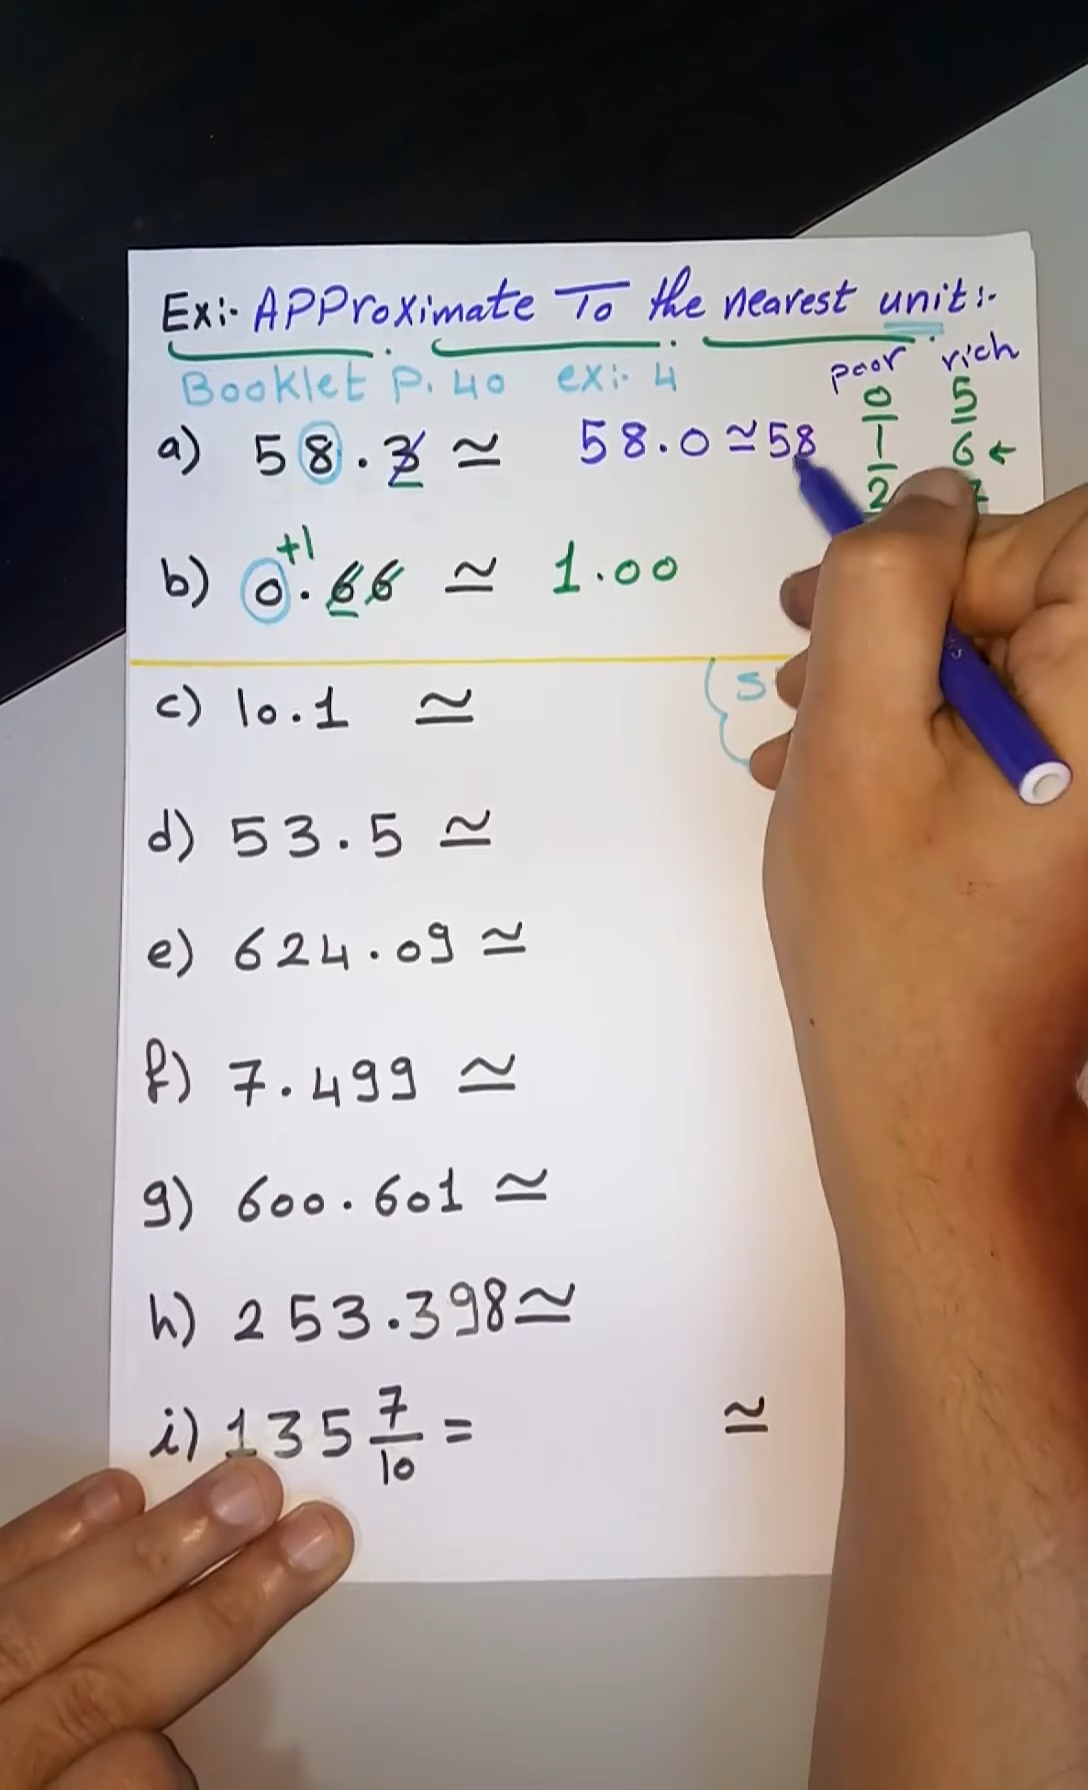 Ex:- APProximate To the nearest unit:-
Booklet P. 40 ex:- 4
poor rich
0 5
1 6 ←
2 7
a) 58.3 ≃ 58.0 ≃ 58
+1
b) 0.66 ≃ 1.00
c) 10.1 ≃
d) 53.5 ≃
e) 624.09 ≃
f) 7.499 ≃
g) 600.601 ≃
h) 253.398 ≃
i) 135 7/10 = ≃